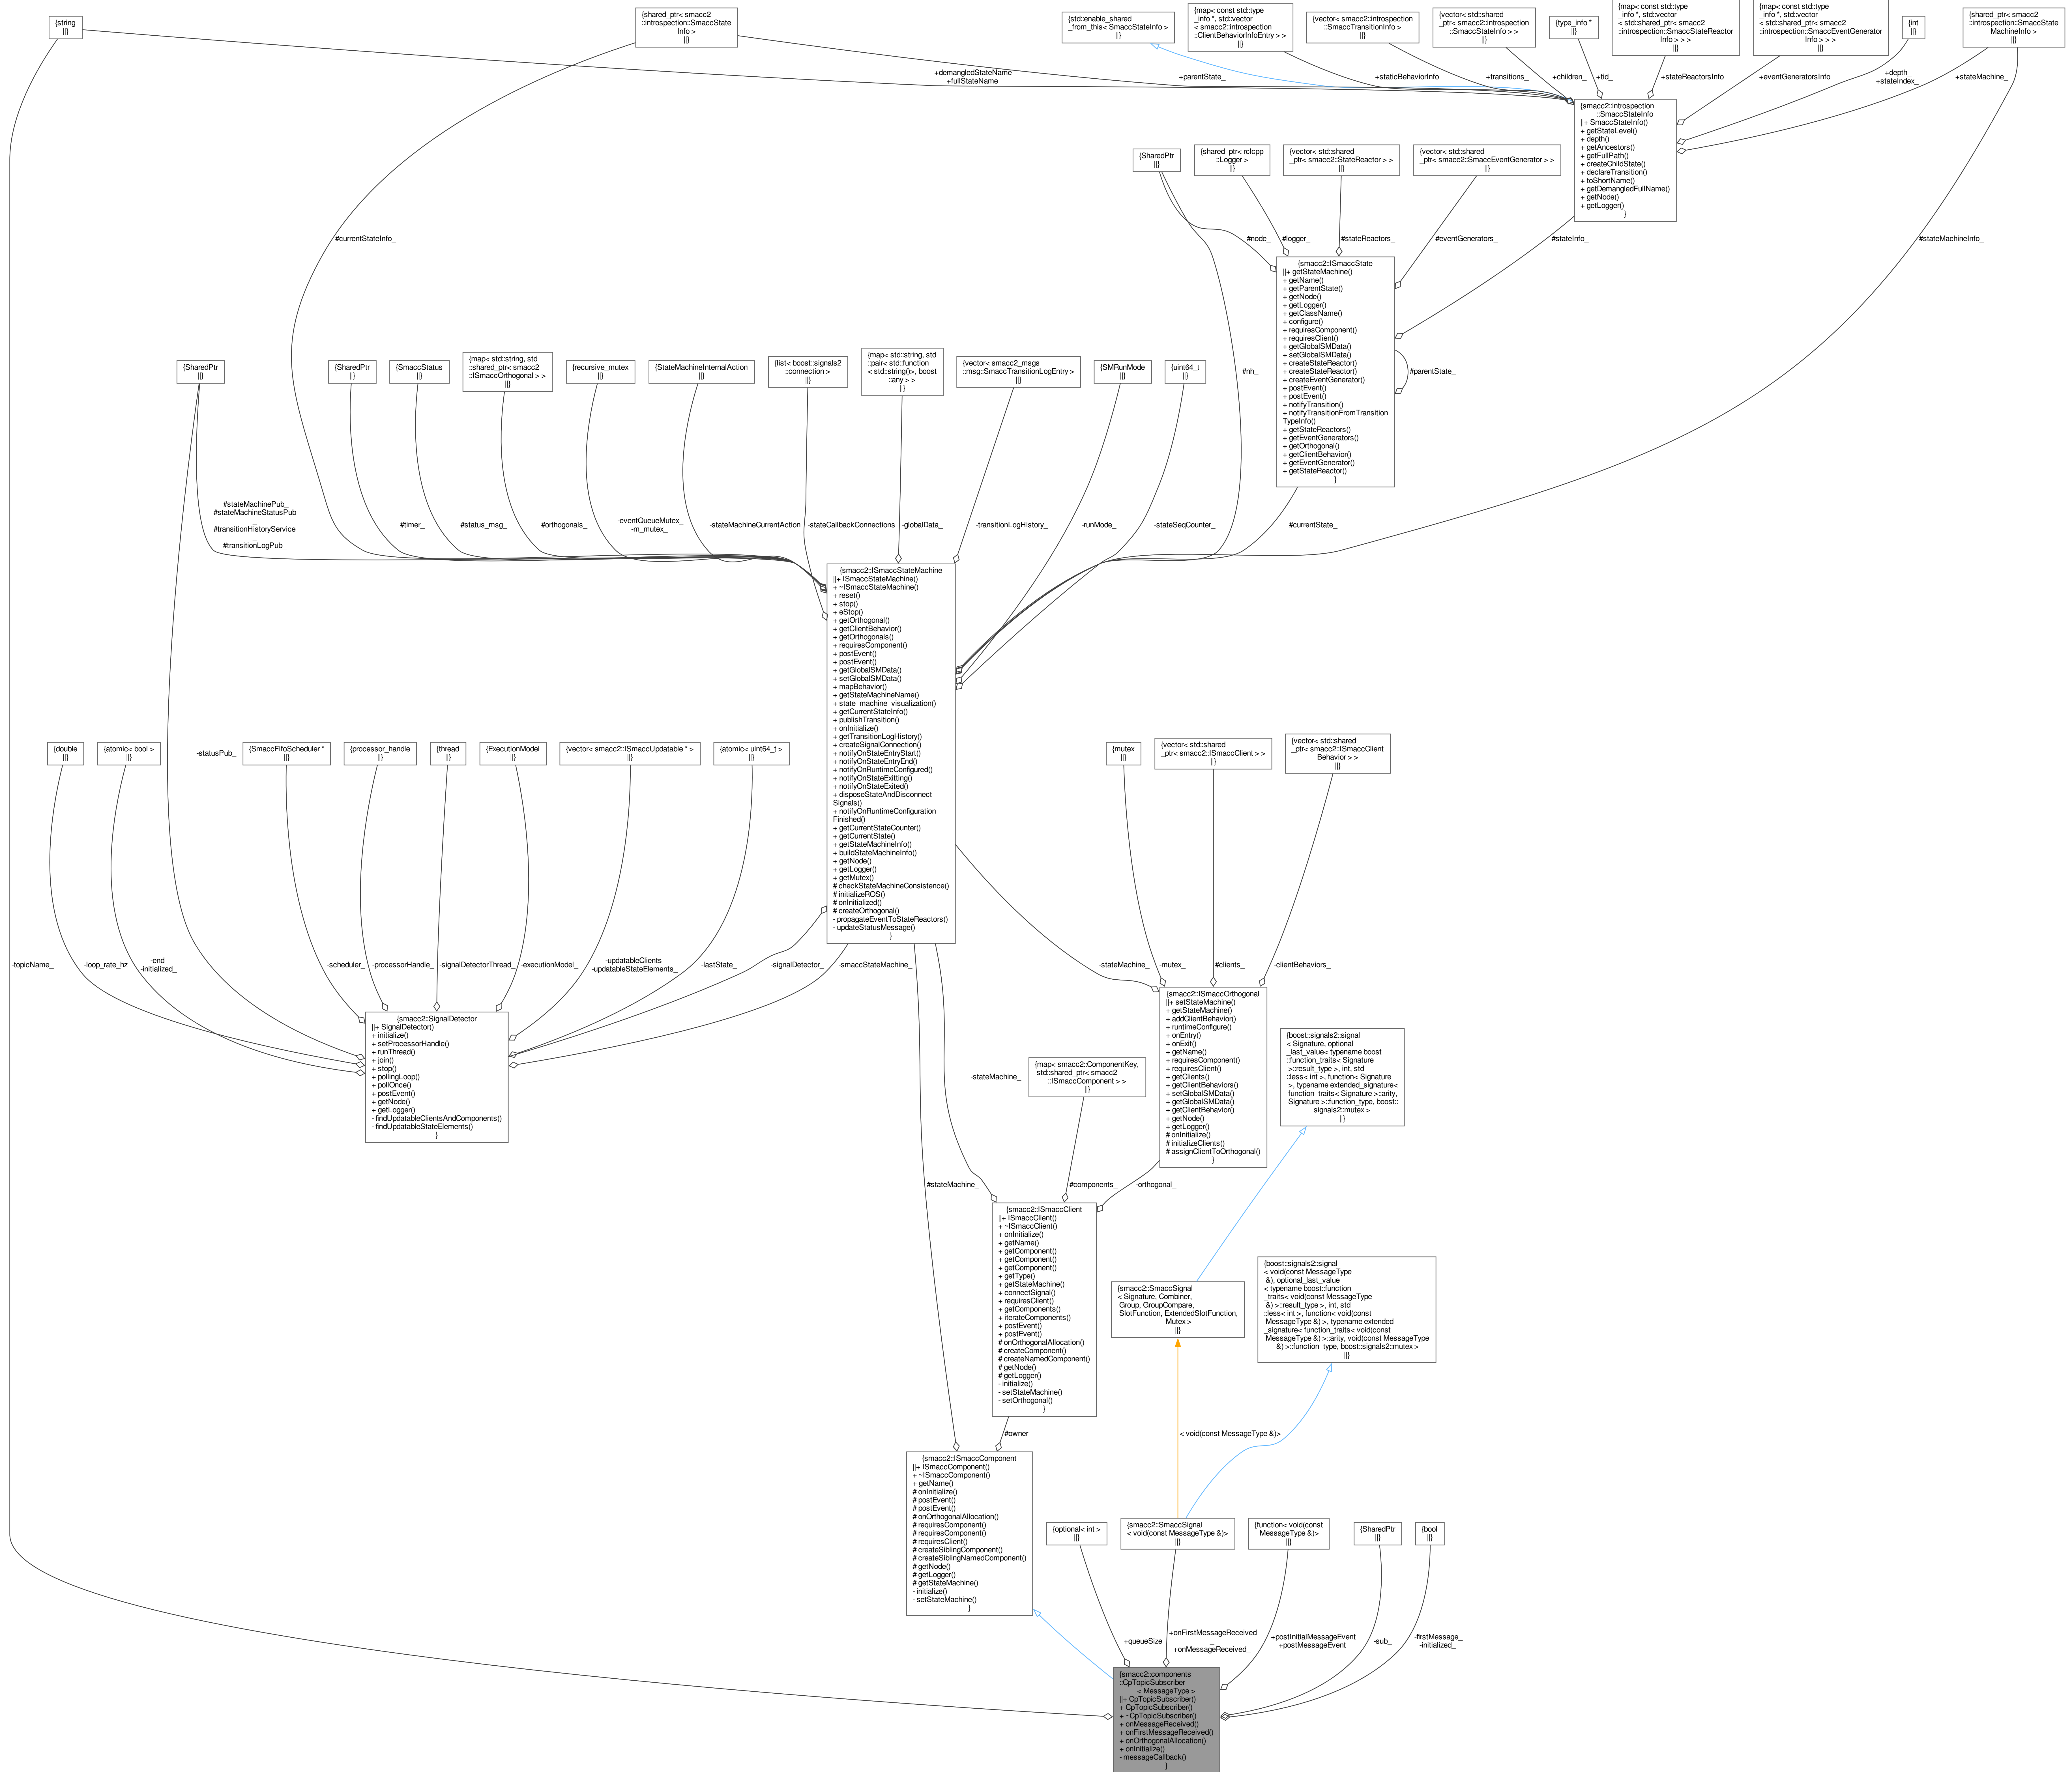 {string
||}
{shared_ptr< smacc2
::introspection::SmaccState
Info >
||}
{std::enable_shared
_from_this< SmaccStateInfo >
||}
{map< const std::type
_info *, std::vector
< smacc2::introspection
::ClientBehaviorInfoEntry > >
||}
{vector< smacc2::introspection
::SmaccTransitionInfo >
||}
{vector< std::shared
_ptr< smacc2::introspection
::SmaccStateInfo > >
||}
{type_info *
||}
{map< const std::type
_info *, std::vector
< std::shared_ptr< smacc2
::introspection::SmaccStateReactor
Info > > >
||}
{map< const std::type
_info *, std::vector
< std::shared_ptr< smacc2
::introspection::SmaccEventGenerator
Info > > >
||}
{int
||}
{shared_ptr< smacc2
::introspection::SmaccState
MachineInfo >
||}
+demangledStateName
+fullStateName
+parentState_
+staticBehaviorInfo
+transitions_
+children_
+tid_
+stateReactorsInfo
+eventGeneratorsInfo
+depth_
+stateIndex_
+stateMachine_
{smacc2::introspection
::SmaccStateInfo
||+ SmaccStateInfo()
+ getStateLevel()
+ depth()
+ getAncestors()
+ getFullPath()
+ createChildState()
+ declareTransition()
+ toShortName()
+ getDemangledFullName()
+ getNode()
+ getLogger()
}
{SharedPtr
||}
{shared_ptr< rclcpp
::Logger >
||}
{vector< std::shared
_ptr< smacc2::StateReactor > >
||}
{vector< std::shared
_ptr< smacc2::SmaccEventGenerator > >
||}
#currentStateInfo_
#node_
#logger_
#stateReactors_
#eventGenerators_
#stateInfo_
#stateMachineInfo_
{smacc2::ISmaccState
||+ getStateMachine()
+ getName()
+ getParentState()
+ getNode()
+ getLogger()
+ getClassName()
+ configure()
+ requiresComponent()
+ requiresClient()
+ getGlobalSMData()
+ setGlobalSMData()
+ createStateReactor()
+ createStateReactor()
+ createEventGenerator()
+ postEvent()
+ postEvent()
+ notifyTransition()
+ notifyTransitionFromTransition
TypeInfo()
+ getStateReactors()
+ getEventGenerators()
+ getOrthogonal()
+ getClientBehavior()
+ getEventGenerator()
+ getStateReactor()
}
#parentState_
{SharedPtr
||}
{SharedPtr
||}
{SmaccStatus
||}
{map< std::string, std
::shared_ptr< smacc2
::ISmaccOrthogonal > >
||}
{recursive_mutex
||}
{StateMachineInternalAction
||}
{list< boost::signals2
::connection >
||}
{map< std::string, std
::pair< std::function
< std::string()>, boost
::any > >
||}
{vector< smacc2_msgs
::msg::SmaccTransitionLogEntry >
||}
{SMRunMode
||}
{uint64_t
||}
#nh_
#stateMachinePub_
#stateMachineStatusPub
_
#transitionHistoryService
_
#transitionLogPub_
#timer_
#status_msg_
#orthogonals_
-eventQueueMutex_
-m_mutex_
-stateMachineCurrentAction
-stateCallbackConnections
-globalData_
-transitionLogHistory_
-runMode_
-stateSeqCounter_
#currentState_
{smacc2::ISmaccStateMachine
||+ ISmaccStateMachine()
+ ~ISmaccStateMachine()
+ reset()
+ stop()
+ eStop()
+ getOrthogonal()
+ getClientBehavior()
+ getOrthogonals()
+ requiresComponent()
+ postEvent()
+ postEvent()
+ getGlobalSMData()
+ setGlobalSMData()
+ mapBehavior()
+ getStateMachineName()
+ state_machine_visualization()
+ getCurrentStateInfo()
+ publishTransition()
+ onInitialize()
+ getTransitionLogHistory()
+ createSignalConnection()
+ notifyOnStateEntryStart()
+ notifyOnStateEntryEnd()
+ notifyOnRuntimeConfigured()
+ notifyOnStateExitting()
+ notifyOnStateExited()
+ disposeStateAndDisconnect
Signals()
+ notifyOnRuntimeConfiguration
Finished()
+ getCurrentStateCounter()
+ getCurrentState()
+ getStateMachineInfo()
+ buildStateMachineInfo()
+ getNode()
+ getLogger()
+ getMutex()
# checkStateMachineConsistence()
# initializeROS()
# onInitialized()
# createOrthogonal()
- propagateEventToStateReactors()
- updateStatusMessage()
}
{double
||}
{atomic< bool >
||}
-statusPub_
{SmaccFifoScheduler *
||}
{processor_handle
||}
{thread
||}
{ExecutionModel
||}
{vector< smacc2::ISmaccUpdatable * >
||}
{atomic< uint64_t >
||}
{mutex
||}
{vector< std::shared
_ptr< smacc2::ISmaccClient > >
||}
{vector< std::shared
_ptr< smacc2::ISmaccClient
Behavior > >
||}
-topicName_
-loop_rate_hz
-end_
-initialized_
-scheduler_
-processorHandle_
-signalDetectorThread_
-executionModel_
-updatableClients_
-updatableStateElements_
-lastState_
-signalDetector_
-smaccStateMachine_
-stateMachine_
-mutex_
#clients_
-clientBehaviors_
{smacc2::SignalDetector
||+ SignalDetector()
+ initialize()
+ setProcessorHandle()
+ runThread()
+ join()
+ stop()
+ pollingLoop()
+ pollOnce()
+ postEvent()
+ getNode()
+ getLogger()
- findUpdatableClientsAndComponents()
- findUpdatableStateElements()
}
{smacc2::ISmaccOrthogonal
||+ setStateMachine()
+ getStateMachine()
+ addClientBehavior()
+ runtimeConfigure()
+ onEntry()
+ onExit()
+ getName()
+ requiresComponent()
+ requiresClient()
+ getClients()
+ getClientBehaviors()
+ setGlobalSMData()
+ getGlobalSMData()
+ getClientBehavior()
+ getNode()
+ getLogger()
# onInitialize()
# initializeClients()
# assignClientToOrthogonal()
}
{boost::signals2::signal
< Signature, optional
_last_value< typename boost
::function_traits< Signature
>::result_type >, int, std
::less< int >, function< Signature
>, typename extended_signature<
function_traits< Signature >::arity,
Signature >::function_type, boost::
signals2::mutex >
||}
-stateMachine_
{map< smacc2::ComponentKey,
std::shared_ptr< smacc2
::ISmaccComponent > >
||}
#stateMachine_
#components_
-orthogonal_
{smacc2::ISmaccClient
||+ ISmaccClient()
+ ~ISmaccClient()
+ onInitialize()
+ getName()
+ getComponent()
+ getComponent()
+ getComponent()
+ getType()
+ getStateMachine()
+ connectSignal()
+ requiresClient()
+ getComponents()
+ iterateComponents()
+ postEvent()
+ postEvent()
# onOrthogonalAllocation()
# createComponent()
# createNamedComponent()
# getNode()
# getLogger()
- initialize()
- setStateMachine()
- setOrthogonal()
}
{smacc2::SmaccSignal
< Signature, Combiner,
Group, GroupCompare,
SlotFunction, ExtendedSlotFunction,
Mutex >
||}
{boost::signals2::signal
< void(const MessageType
&), optional_last_value
< typename boost::function
_traits< void(const MessageType
&) >::result_type >, int, std
::less< int >, function< void(const
MessageType &) >, typename extended
_signature< function_traits< void(const
MessageType &) >::arity, void(const MessageType
&) >::function_type, boost::signals2::mutex >
||}
#owner_
< void(const MessageType &)>
{smacc2::ISmaccComponent
||+ ISmaccComponent()
+ ~ISmaccComponent()
+ getName()
# onInitialize()
# postEvent()
# postEvent()
# onOrthogonalAllocation()
# requiresComponent()
# requiresComponent()
# requiresClient()
# createSiblingComponent()
# createSiblingNamedComponent()
# getNode()
# getLogger()
# getStateMachine()
- initialize()
- setStateMachine()
}
{optional< int >
||}
{smacc2::SmaccSignal
< void(const MessageType &)>
||}
{function< void(const
MessageType &)>
||}
{SharedPtr
||}
{bool
||}
+queueSize
+onFirstMessageReceived
_
+onMessageReceived_
+postInitialMessageEvent
+postMessageEvent
-sub_
-firstMessage_
-initialized_
{smacc2::components
::CpTopicSubscriber
< MessageType >
||+ CpTopicSubscriber()
+ CpTopicSubscriber()
+ ~CpTopicSubscriber()
+ onMessageReceived()
+ onFirstMessageReceived()
+ onOrthogonalAllocation()
+ onInitialize()
- messageCallback()
}